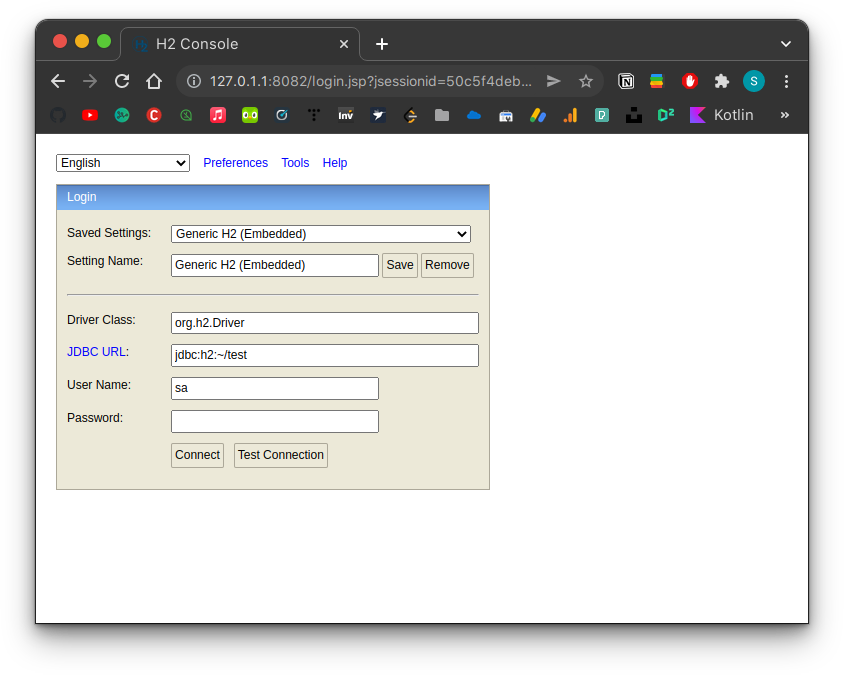 H2 Console
127.0.1.1:8082/login.jsp?jsessionid=50c5f4deb...
S
inv
Kotlin
English Preferences Tools Help
Login
Saved Settings: Generic H2 (Embedded)
Setting Name: Generic H2 (Embedded) Save Remove
Driver Class: org.h2.Driver
JDBC URL: jdbc:h2:~/test
User Name: sa
Password:
Connect Test Connection